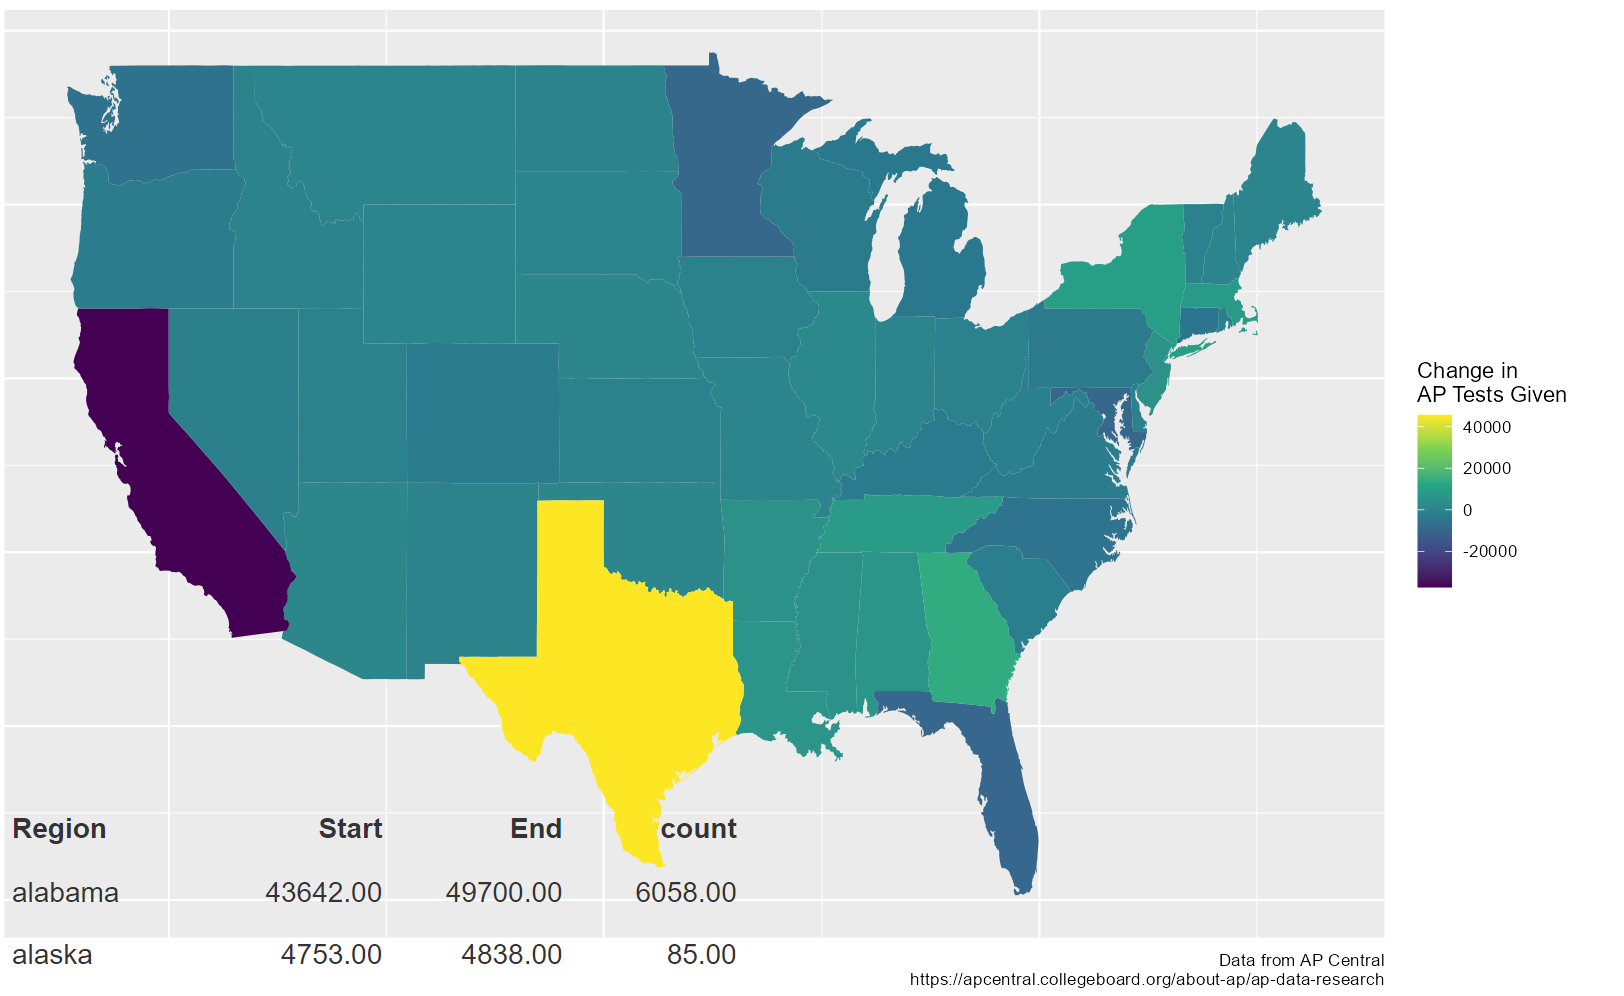 Change in
AP Tests Given
40000
20000
0
-20000
Region Start End count
alabama 43642.00 49700.00 6058.00
alaska 4753.00 4838.00 85.00
Data from AP Central
https://apcentral.collegeboard.org/about-ap/ap-data-research